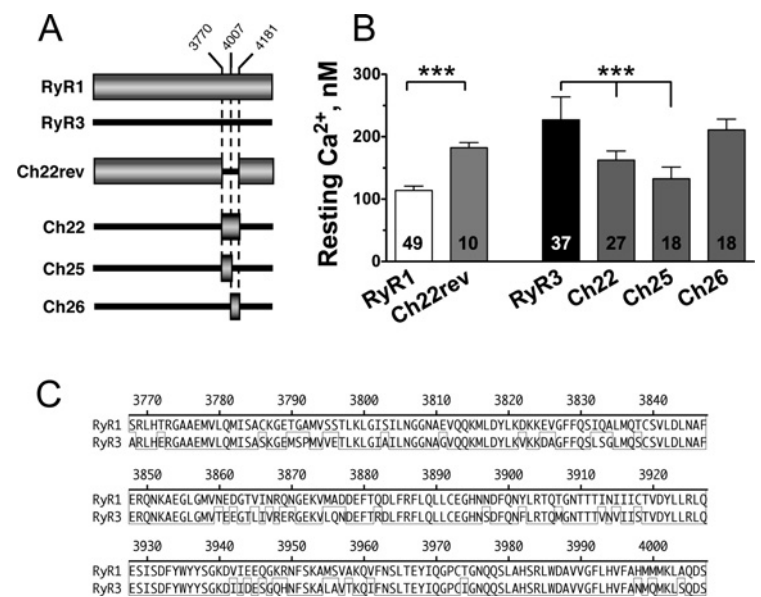 A
3770 4007 4181
RyR1
RyR3
Ch22rev
Ch22
Ch25
Ch26
B
Resting Ca2+, nM
300
200
100
0
*** ***
49 10 37 27 18 18
RyR1 Ch22rev RyR3 Ch22 Ch25 Ch26
C
3770 3780 3790 3800 3810 3820 3830 3840
RyR1 SRLHTRGAAEMVLQMISACKGETGAMVSSTLKLGISILNGGNAEVQQKMLDYLKDKKEVGFFQSIQALMQTCSVLDLNAF
RyR3 ARLHERGAAEMVLQMISASKGEMSPMVVETLKLGIAILNGGNAGVQQKMLDYLKVKKDAGFFQSLSGLMQSCSVLDLNAF
3850 3860 3870 3880 3890 3900 3910 3920
RyR1 ERQNKAEGLGMVNEDGTVINRQNGEKVMADDEFTQDLFRFLQLLCEGHNNDFQNYLRTQTGNTTTINIIICTVDYLLRLQ
RyR3 ERQNKAEGLGMVTEEGTLIVRERGEKVLQNDEFTRDLFRFLQLLCEGHNSDFQNFLRTQMGNTTTVNVIISTVDYLLRLQ
3930 3940 3950 3960 3970 3980 3990 4000
RyR1 ESISDFYWYYSGKDVIEEQGKRNFSKAMSVAKQVFNSLTEYIQGPCTGNQQSLAHSRLWDAVVGFLHVFAHMMMKLAQDS
RyR3 ESISDFYWYYSGKDIIDESGQHNFSKALAVTKQIFNSLTEYIQGPCIGNQQSLAHSRLWDAVVGFLHVFANMQMKLSQDS